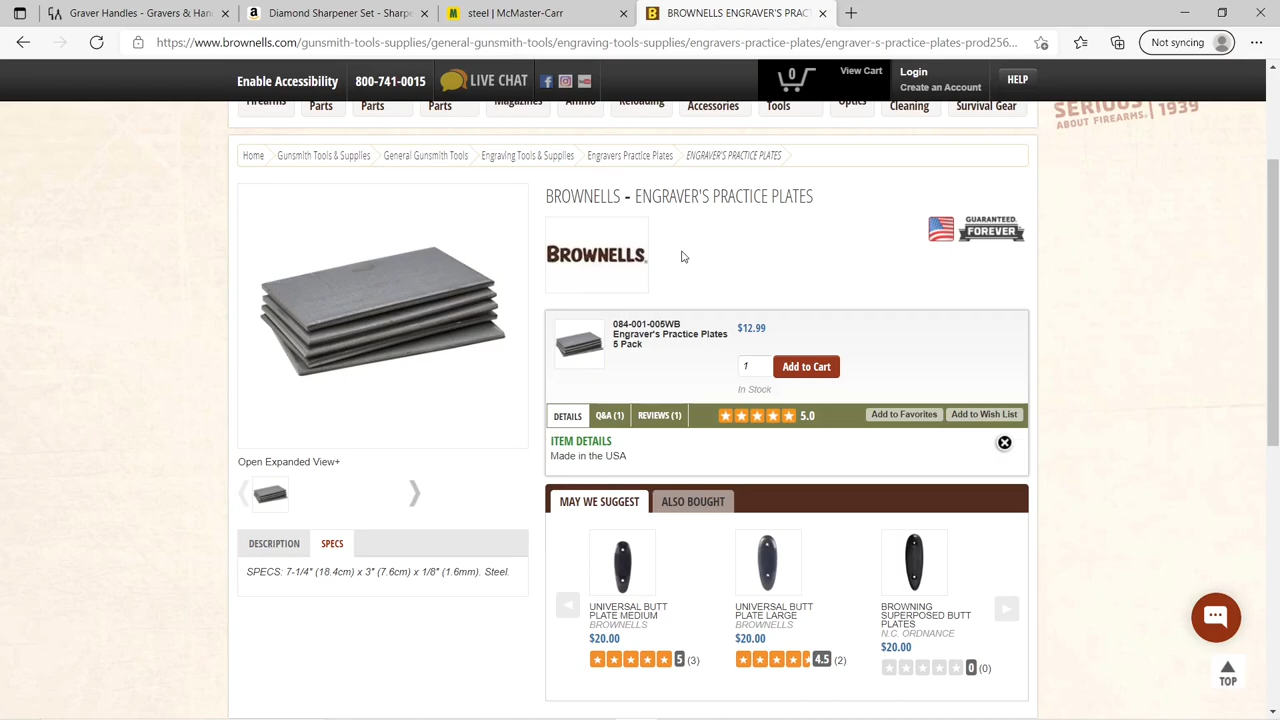 Graver Handles - Gravers & Han
Diamond Sharpener Set - Sharpe
steel | McMaster-Carr
BROWNELLS ENGRAVER'S PRACT
https://www.brownells.com/gunsmith-tools-supplies/general-gunsmith-tools/engraving-tools-supplies/engravers-practice-plates/engraver-s-practice-plates-prod256...
Not syncing
Enable Accessibility
800-741-0015
LIVE CHAT
0
View Cart
Login
Create an Account
HELP
Firearms
Parts
Parts
Parts
Magazines
Ammo
Reloading
Accessories
Tools
Optics
Cleaning
Survival Gear
SERIOUS
ABOUT FIREARMS | SINCE 1939
Home
Gunsmith Tools & Supplies
General Gunsmith Tools
Engraving Tools & Supplies
Engravers Practice Plates
ENGRAVER'S PRACTICE PLATES
BROWNELLS - ENGRAVER'S PRACTICE PLATES
BROWNELLS
GUARANTEED.
FOREVER
084-001-005WB
Engraver's Practice Plates
5 Pack
$12.99
1
Add to Cart
In Stock
DETAILS
Q&A (1)
REVIEWS (1)
5.0
Add to Favorites
Add to Wish List
ITEM DETAILS
Made in the USA
Open Expanded View+
DESCRIPTION
SPECS
SPECS: 7-1/4" (18.4cm) x 3" (7.6cm) x 1/8" (1.6mm). Steel.
MAY WE SUGGEST
ALSO BOUGHT
UNIVERSAL BUTT
PLATE MEDIUM
BROWNELLS
$20.00
5 (3)
UNIVERSAL BUTT
PLATE LARGE
BROWNELLS
$20.00
4.5 (2)
BROWNING
SUPERPOSED BUTT
PLATES
N.C. ORDNANCE
$20.00
0 (0)
TOP